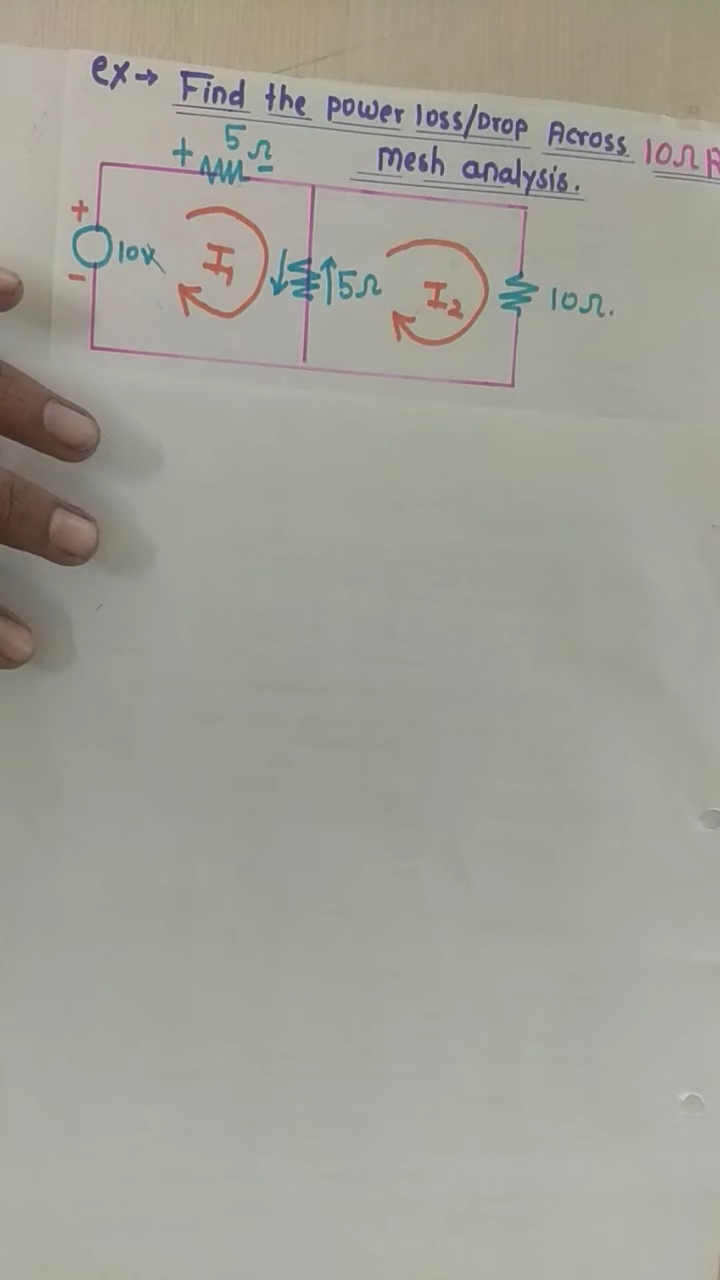 ex→ Find the power loss/Drop Across 10Ω R
mesh analysis.
+ 5Ω -
+
10V
-
I₁
5Ω
I₂
10Ω.